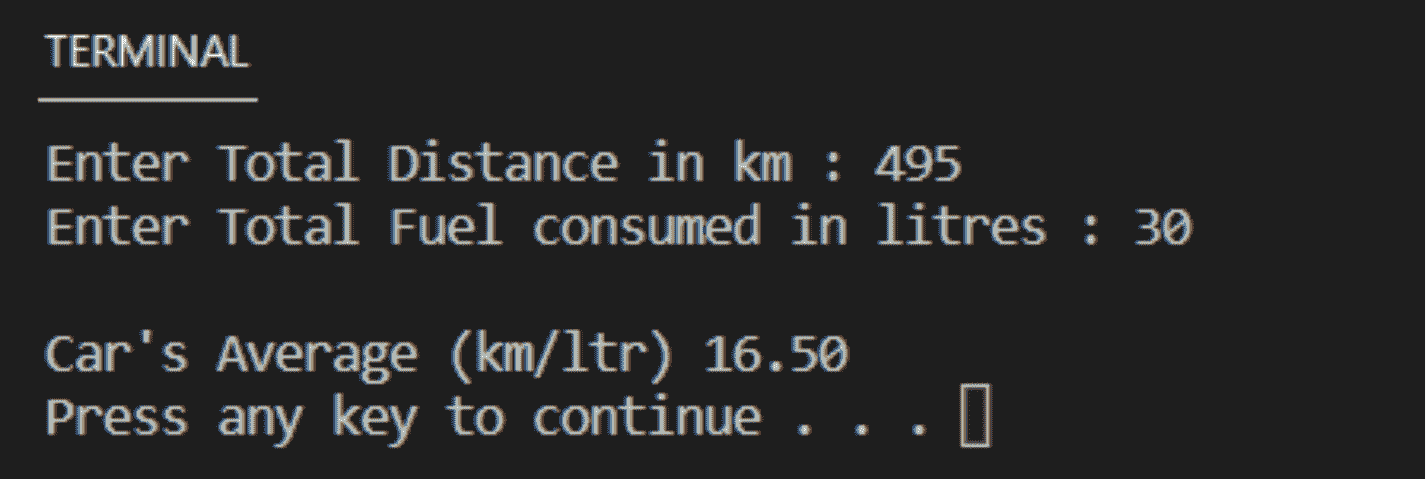 TERMINAL
Enter Total Distance in km : 495
Enter Total Fuel consumed in litres : 30
Car's Average (km/ltr) 16.50
Press any key to continue . . .